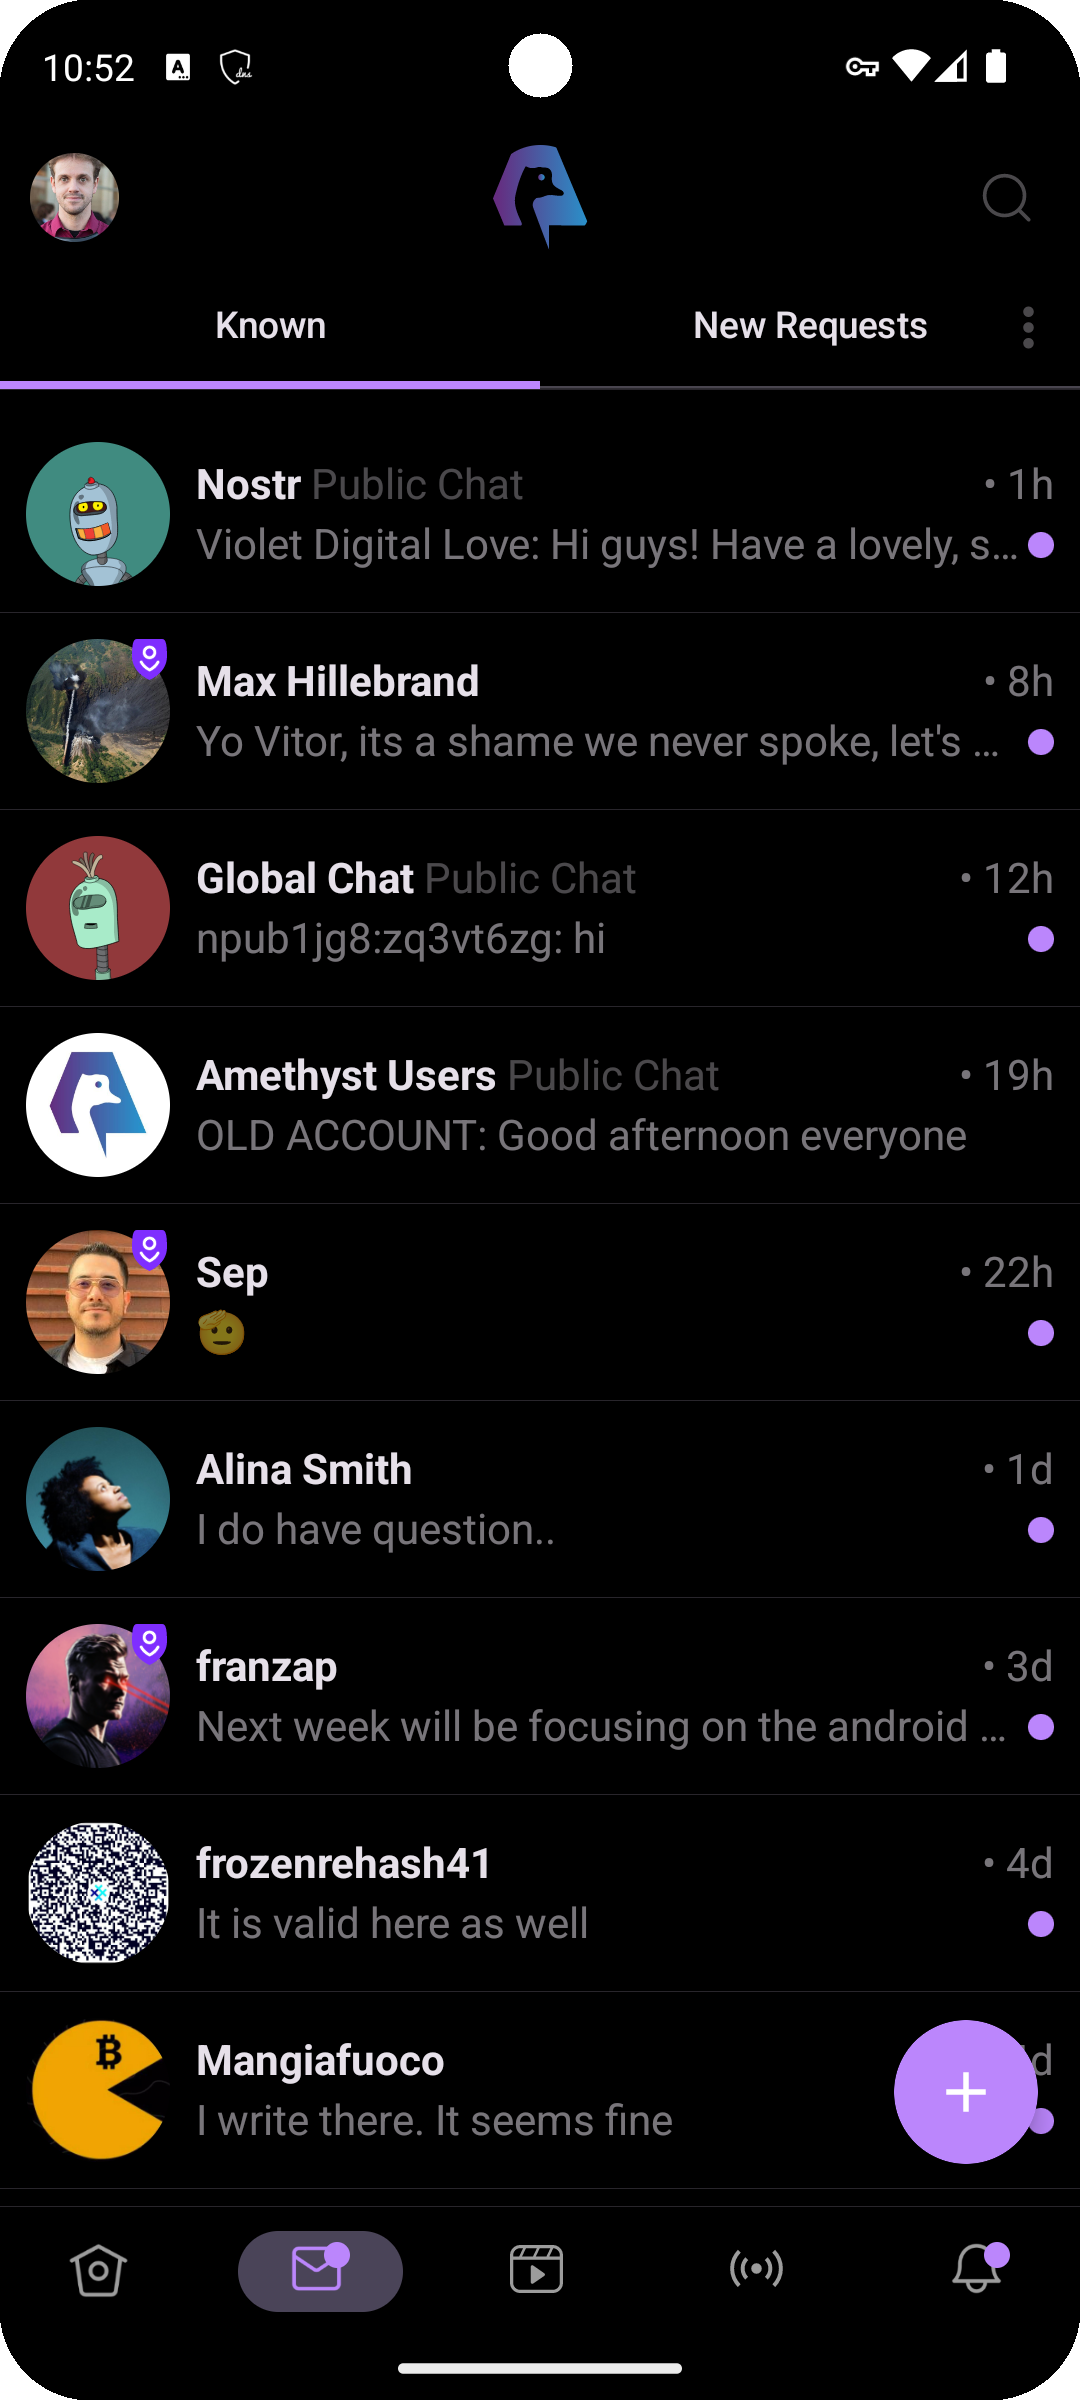 10:52
Known
New Requests
Nostr Public Chat • 1h
Violet Digital Love: Hi guys! Have a lovely, s...
Max Hillebrand • 8h
Yo Vitor, its a shame we never spoke, let's ...
Global Chat Public Chat • 12h
npub1jg8:zq3vt6zg: hi
Amethyst Users Public Chat • 19h
OLD ACCOUNT: Good afternoon everyone
Sep • 22h
🫡
Alina Smith • 1d
I do have question..
franzap • 3d
Next week will be focusing on the android ...
frozenrehash41 • 4d
It is valid here as well
Mangiafuoco
I write there. It seems fine